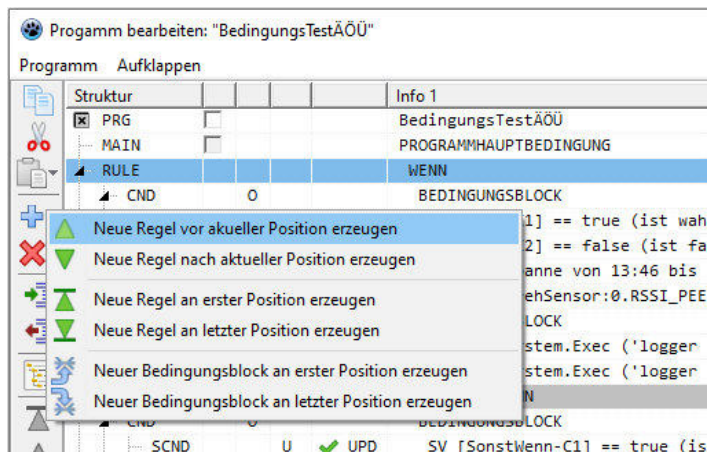 Progamm bearbeiten: "BedingungsTestÄÖÜ"
Programm Aufklappen
Struktur Info 1
PRG BedingungsTestÄÖÜ
MAIN PROGRAMMHAUPTBEDINGUNG
RULE WENN
CND O BEDINGUNGSBLOCK
1] == true (ist wah
Neue Regel vor akueller Position erzeugen
2] == false (ist fa
Neue Regel nach aktueller Position erzeugen
anne von 13:46 bis
Neue Regel an erster Position erzeugen
ehSensor:0.RSSI_PEE
Neue Regel an letzter Position erzeugen
LOCK
stem.Exec ('logger
Neuer Bedingungsblock an erster Position erzeugen
stem.Exec ('logger
Neuer Bedingungsblock an letzter Position erzeugen
N
CND O BEDINGUNGSBLOCK
SCND U UPD SV [SonstWenn-C1] == true (is